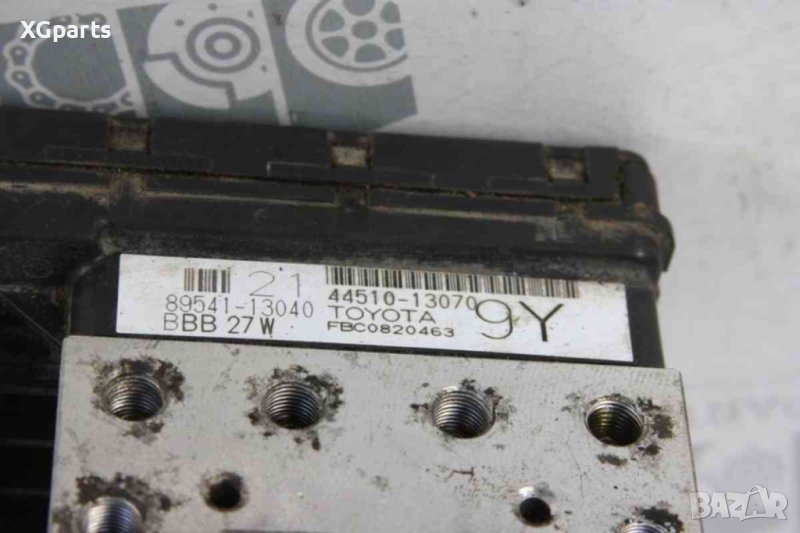 XGparts
21
44510-13070
89541-13040
TOYOTA
9Y
BBB 27W
FBC0820463
BAZAR